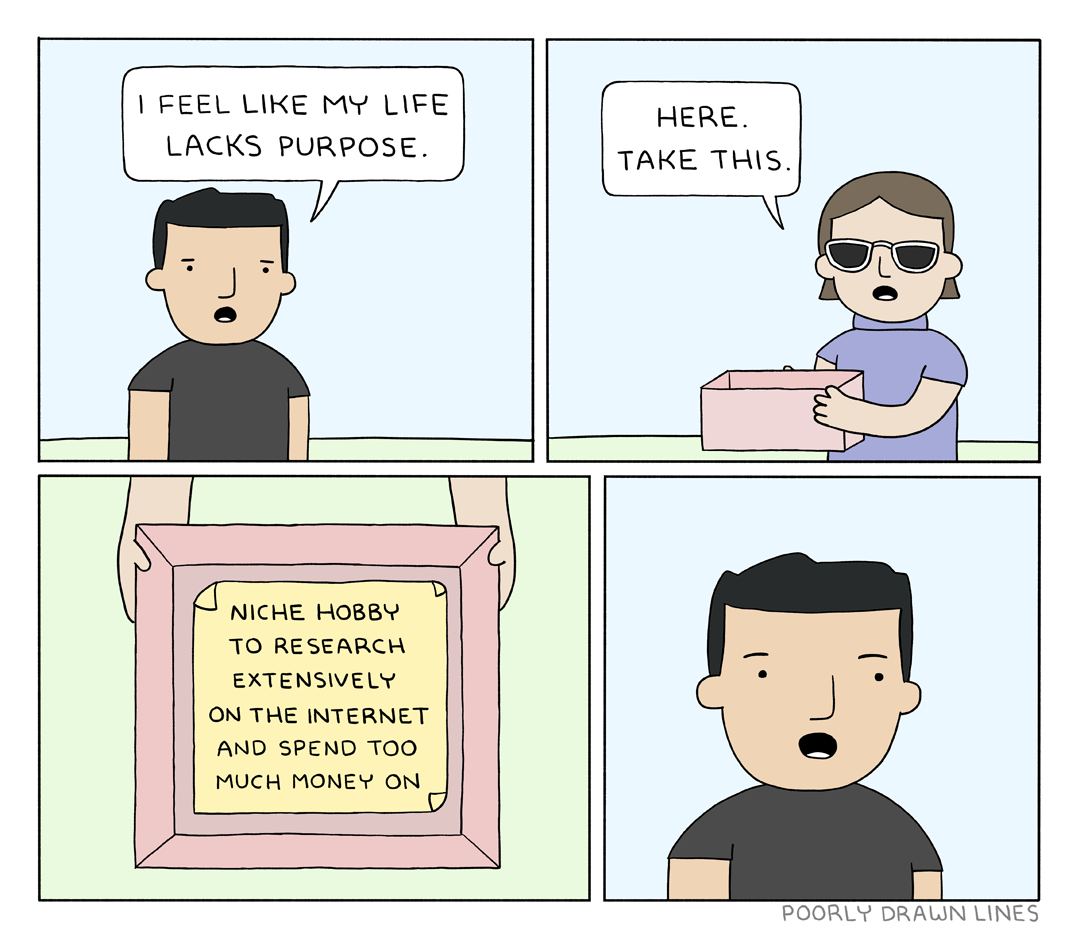 I FEEL LIKE MY LIFE
LACKS PURPOSE.
HERE.
TAKE THIS.
NICHE HOBBY
TO RESEARCH
EXTENSIVELY
ON THE INTERNET
AND SPEND TOO
MUCH MONEY ON
POORLY DRAWN LINES